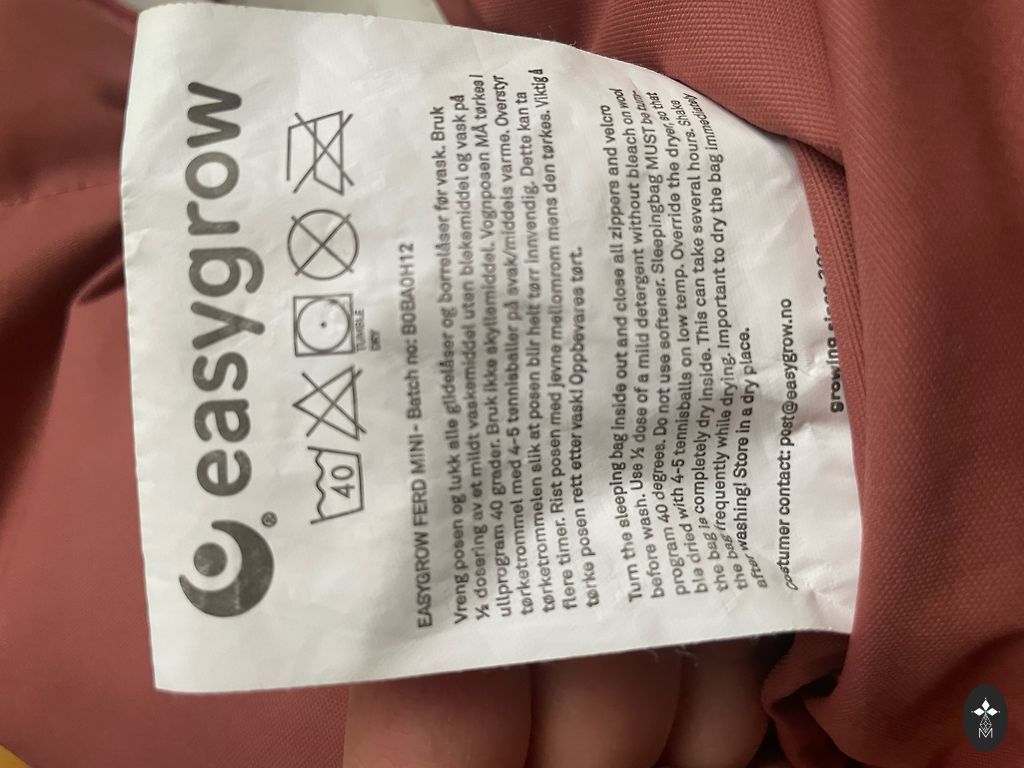 easygrow
®
40
TUMBLE
DRY
EASYGROW FERD MINI - Batch no: BOBAOH12
Vreng posen og lukk alle glidelåser og borrelåser før vask. Bruk
½ dosering av et mildt vaskemiddel uten blekemiddel og vask på
ullprogram 40 grader. Bruk ikke skyllemiddel. Vognposen MÅ tørkes i
tørketrommel med 4-5 tennisballer på svak/middels varme. Overstyr
tørketrommelen slik at posen blir helt tørr innvendig. Dette kan ta
flere timer. Rist posen med jevne mellomrom mens den tørkes. Viktig å
tørke posen rett etter vask! Oppbevares tørt.
Turn the sleeping bag inside out and close all zippers and velcro
before wash. Use ½ dose of a mild detergent without bleach on wool
program 40 degrees. Do not use softener. Sleepingbag MUST be tum-
ble dried with 4-5 tennisballs on low temp. Override the dryer, so that
the bag is completely dry inside. This can take several hours. Shake
the bag frequently while drying. Important to dry the bag immediately
after washing! Store in a dry place.
Costumer contact: post@easygrow.no
growing since
M